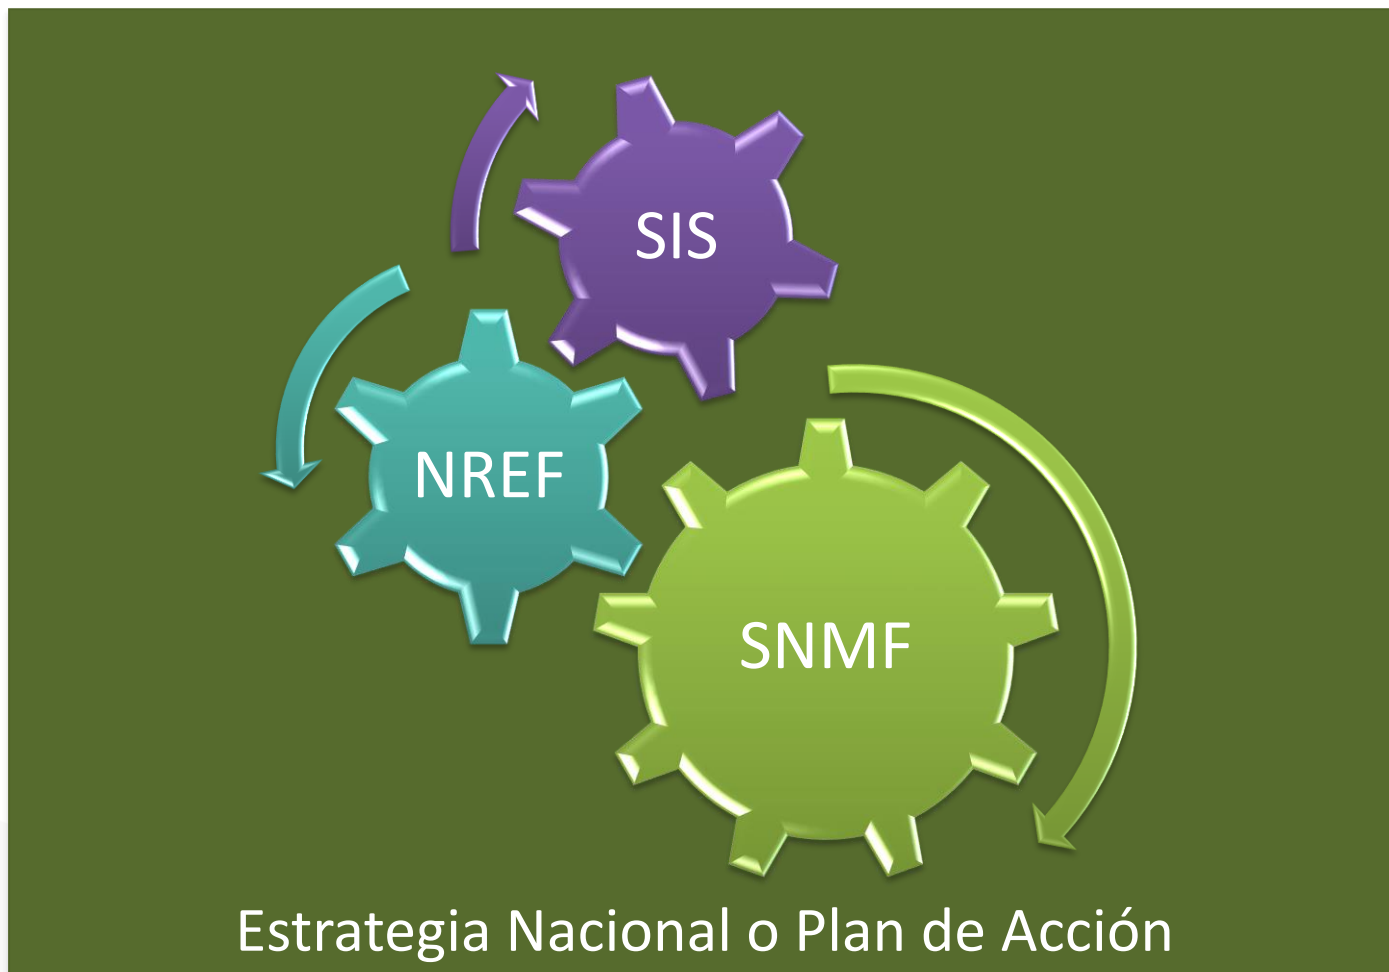 SIS
NREF
SNMF
Estrategia Nacional o Plan de Acción